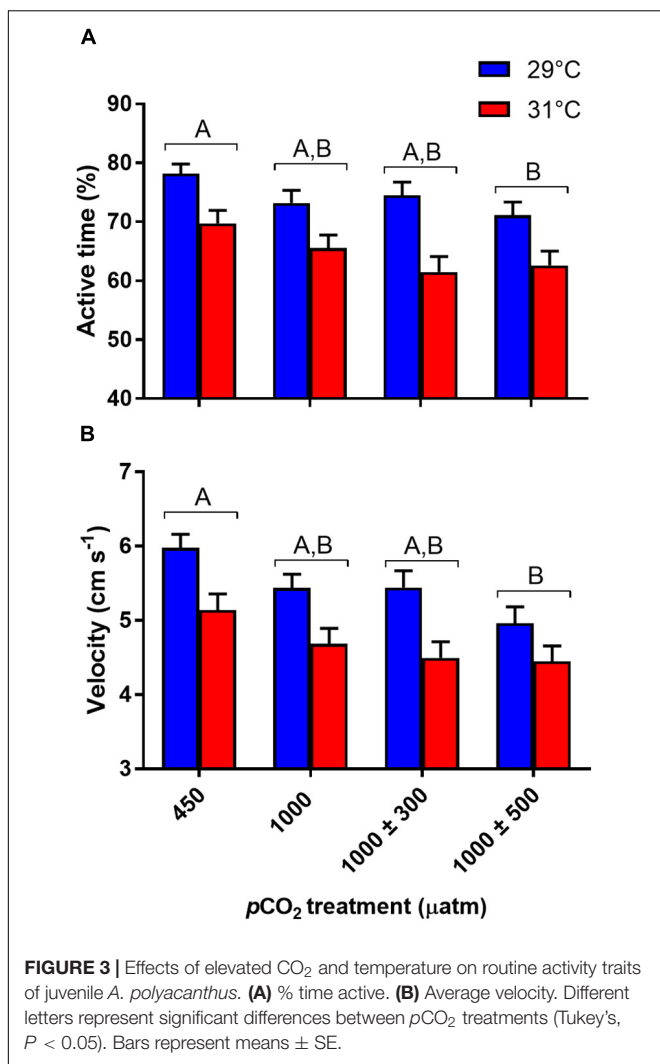 A
29°C
31°C
90
80
70
60
50
40
Active time (%)
A
A,B
A,B
B
B
7
6
5
4
3
Velocity (cm s⁻¹)
A
A,B
A,B
B
450
1000
1000 ± 300
1000 ± 500
pCO₂ treatment (µatm)
FIGURE 3 | Effects of elevated CO₂ and temperature on routine activity traits
of juvenile A. polyacanthus. (A) % time active. (B) Average velocity. Different
letters represent significant differences between pCO₂ treatments (Tukey's,
P < 0.05). Bars represent means ± SE.